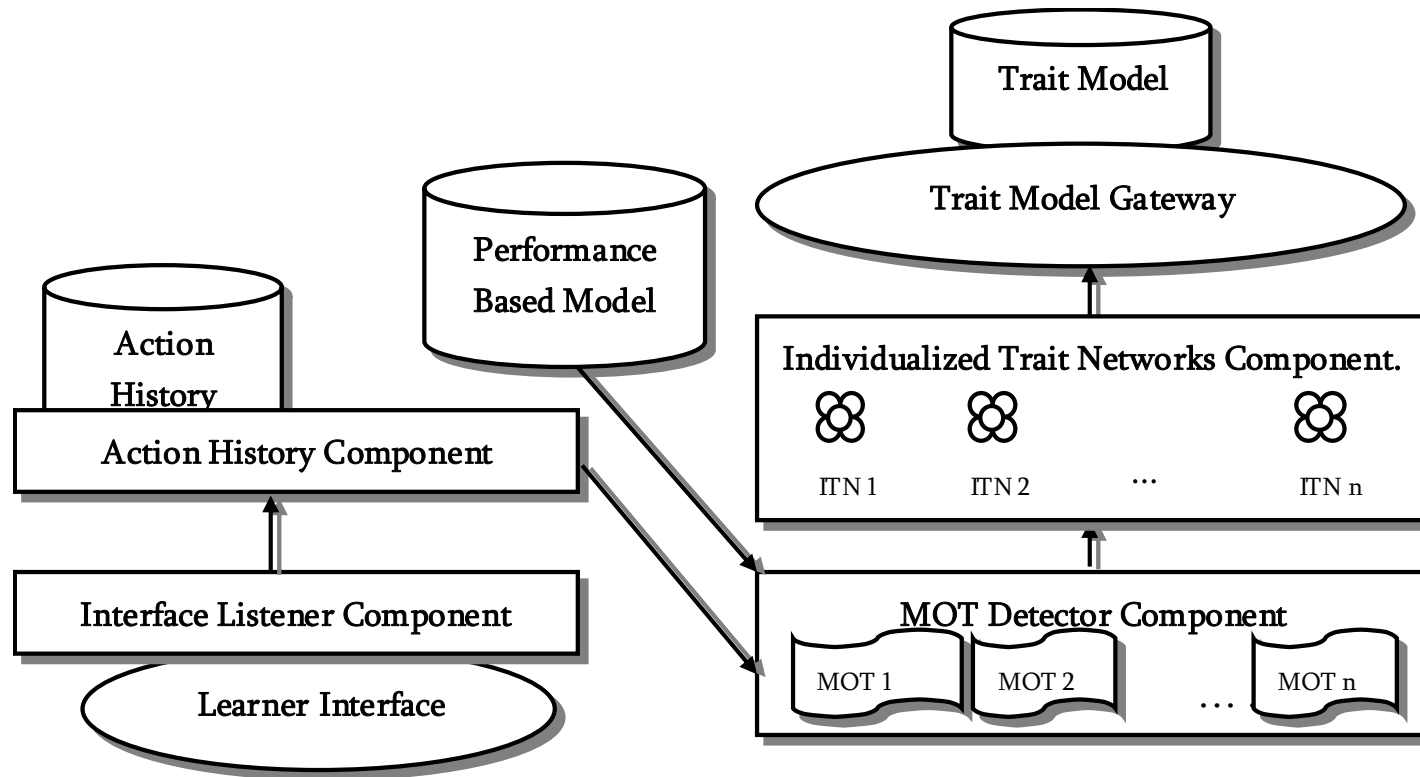 Trait Model
Trait Model Gateway
Performance
Based Model
Action
History
Individualized Trait Networks Component.
ITN 1
ITN 2
...
ITN n
Action History Component
Interface Listener Component
MOT Detector Component
MOT 1
MOT 2
...
MOT n
Learner Interface